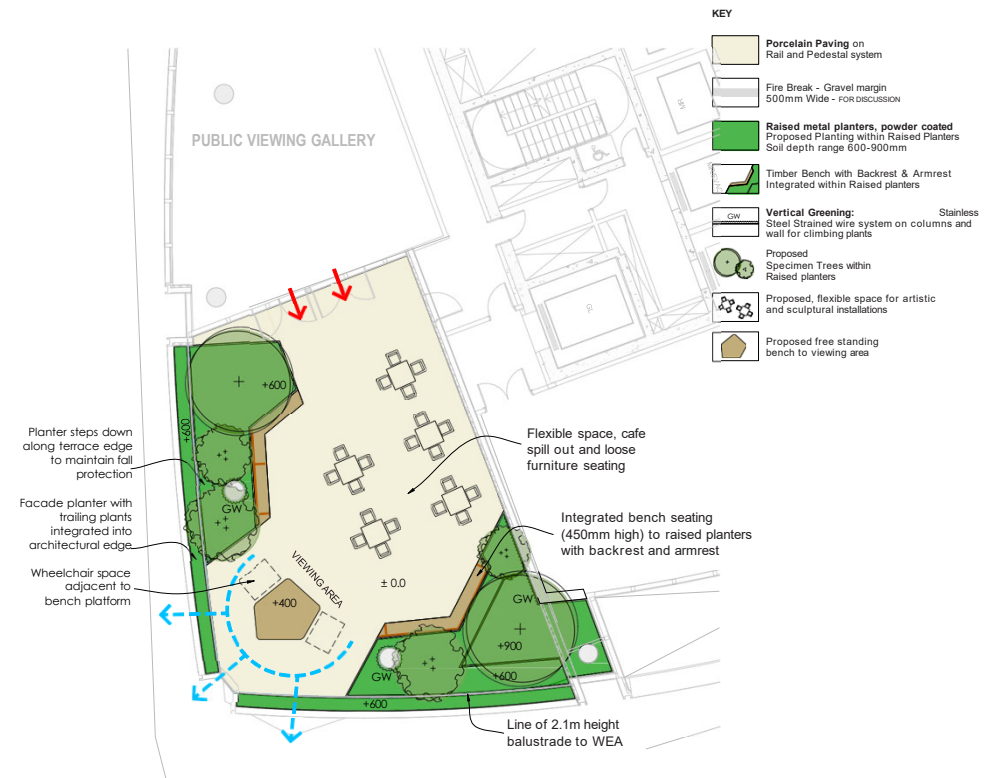 KEY
Porcelain Paving on
Rail and Pedestal system
Fire Break - Gravel margin
500mm Wide - FOR DISCUSSION
Raised metal planters, powder coated
Proposed Planting within Raised Planters
Soil depth range 600-900mm
Timber Bench with Backrest & Armrest
Integrated within Raised planters
GW
Vertical Greening: Stainless
Steel Strained wire system on columns and
wall for climbing plants
Proposed
Specimen Trees within
Raised planters
Proposed, flexible space for artistic
and sculptural installations
Proposed free standing
bench to viewing area
PUBLIC VIEWING GALLERY
MR
+600
+600
Planter steps down
along terrace edge
to maintain fall
protection
GW
Facade planter with
trailing plants
integrated into
architectural edge
Wheelchair space
adjacent to
bench platform
VIEWING AREA
+400
± 0.0
Flexible space, cafe
spill out and loose
furniture seating
Integrated bench seating
(450mm high) to raised planters
with backrest and armrest
GW
+900
+600
GW
+600
Line of 2.1m height
balustrade to WEA